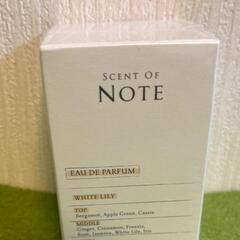 SCENT OF
NOTE
EAU DE PARFUM
WHITE LILY
TOP
Bergamot, Apple Green, Cassis
MIDDLE
Ginger, Cinnamon, Freesia,
Rose, Jasmine, White Lily, Iris